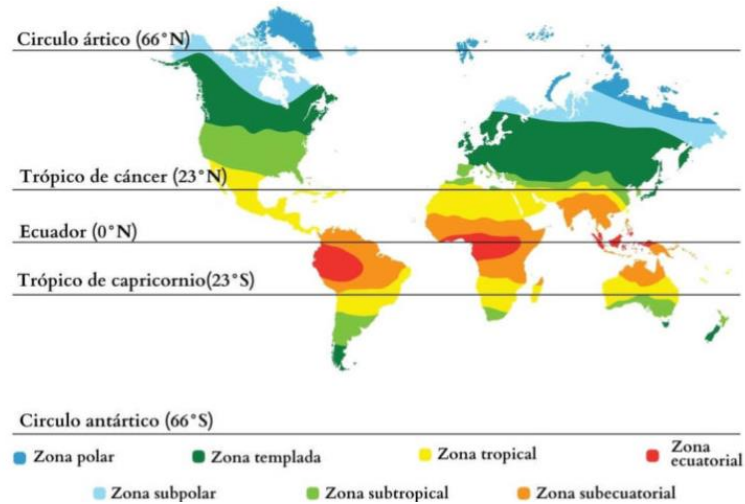 Circulo ártico (66°N)
Trópico de cáncer (23°N)
Ecuador (0°N)
Trópico de capricornio(23°S)
Circulo antártico (66°S)
Zona polar
Zona templada
Zona tropical
Zona
ecuatorial
Zona subpolar
Zona subtropical
Zona subecuatorial